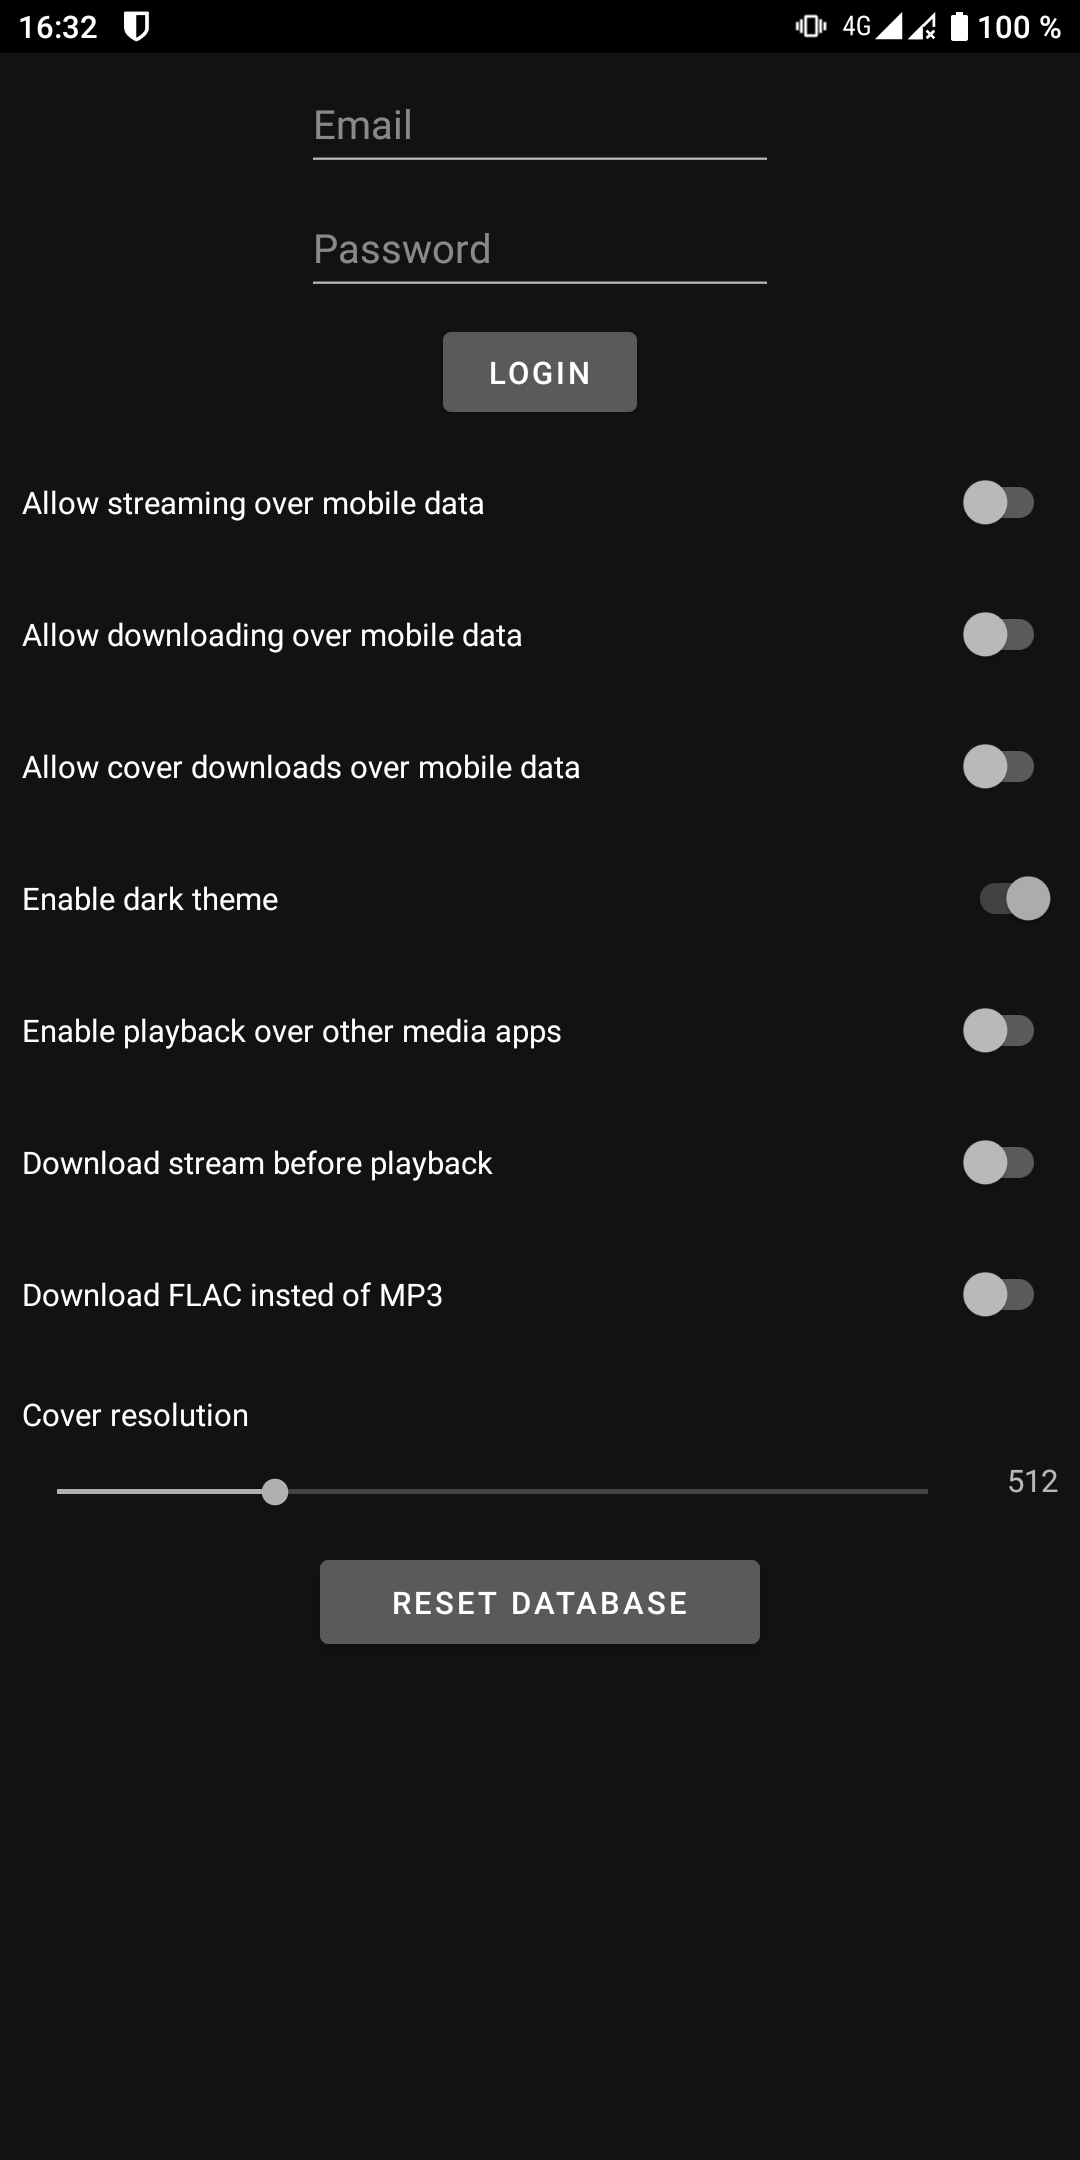 16:32 4G 100 %
Email
Password
LOGIN
Allow streaming over mobile data
Allow downloading over mobile data
Allow cover downloads over mobile data
Enable dark theme
Enable playback over other media apps
Download stream before playback
Download FLAC insted of MP3
Cover resolution
512
RESET DATABASE